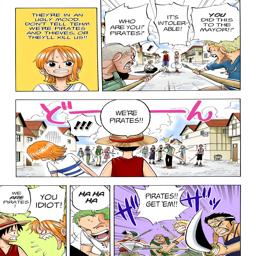 THEY'RE IN AN
UGLY MOOD.
DON'T TELL THEM
WE'RE PIRATES
AND THIEVES, OR
THEY'LL KILL US!!
WHO
ARE YOU?
PIRATES?
IT'S
INTOLER-
ABLE!
YOU DID
THIS TO
THE
MAYOR!?
ど ん
WE'RE
PIRATES!!
!!!
WE
ARE
PIRATES
YOU
IDIOT!
HA HA
HA
PIRATES!!
GET 'EM!!